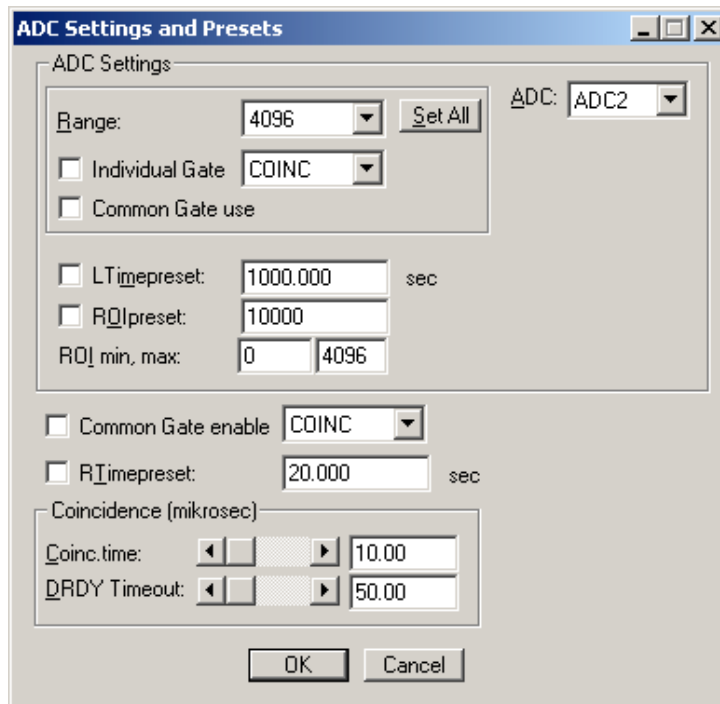 ADC Settings and Presets
ADC Settings
Range: 4096 Set All ADC: ADC2
Individual Gate COINC
Common Gate use
LTimepreset: 1000.000 sec
ROIpreset: 10000
ROI min, max: 0 4096
Common Gate enable COINC
RTimepreset: 20.000 sec
Coincidence (mikrosec)
Coinc.time: 10.00
DRDY Timeout: 50.00
OK Cancel